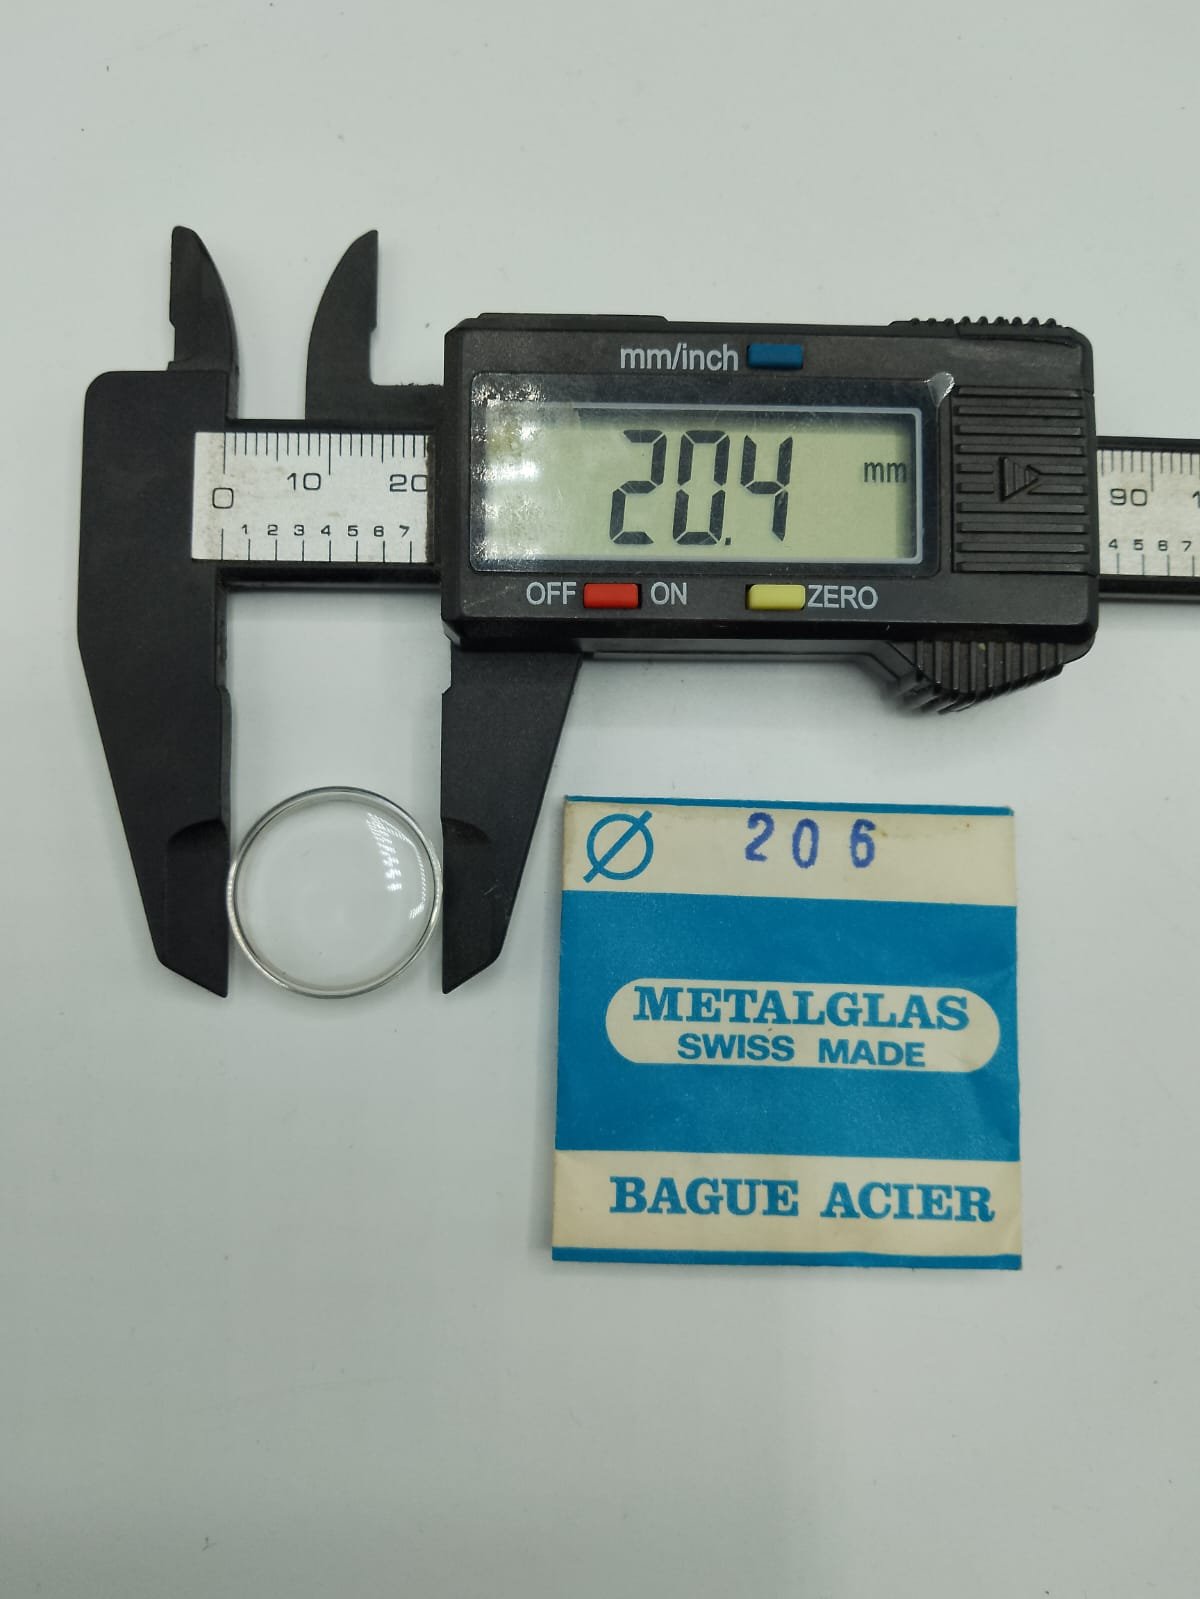 mm/inch
20.4 mm
0 10 20
1 2 3 4 5 6 7
90
4 5 6 7
OFF ON ZERO
Ø 206
METALGLAS
SWISS MADE
BAGUE ACIER